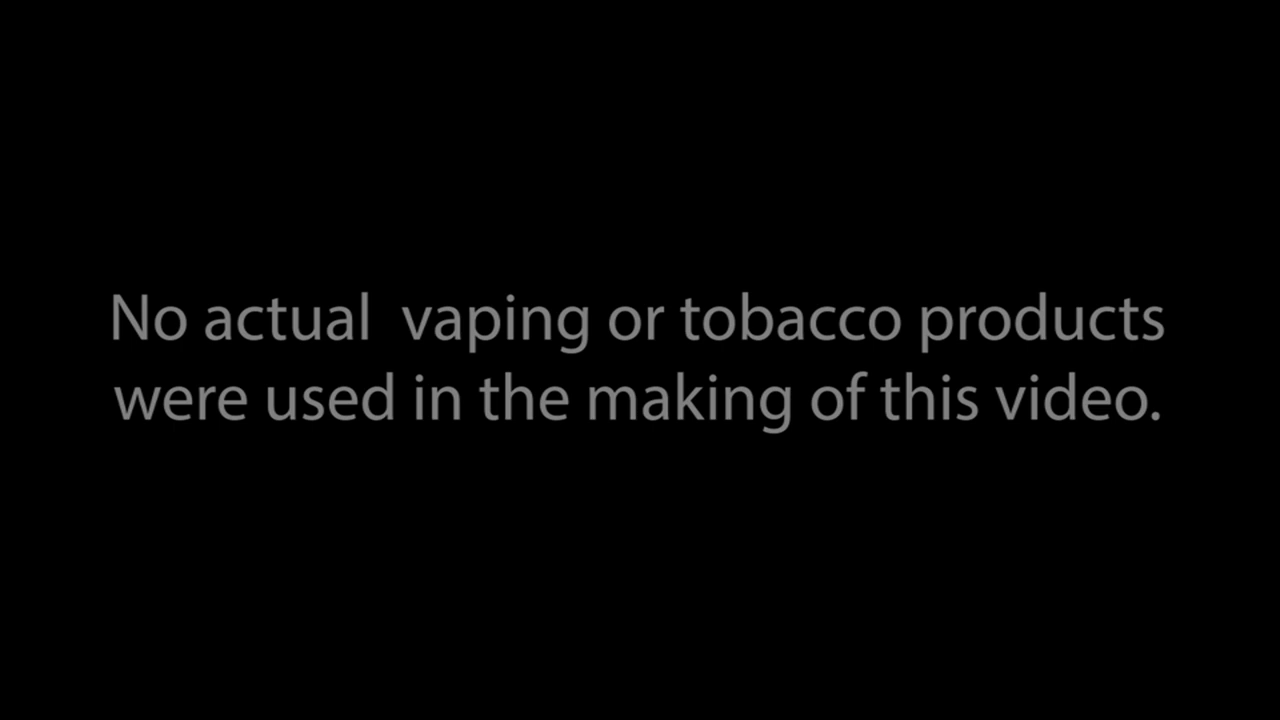 No actual  vaping or tobacco products
were used in the making of this video.